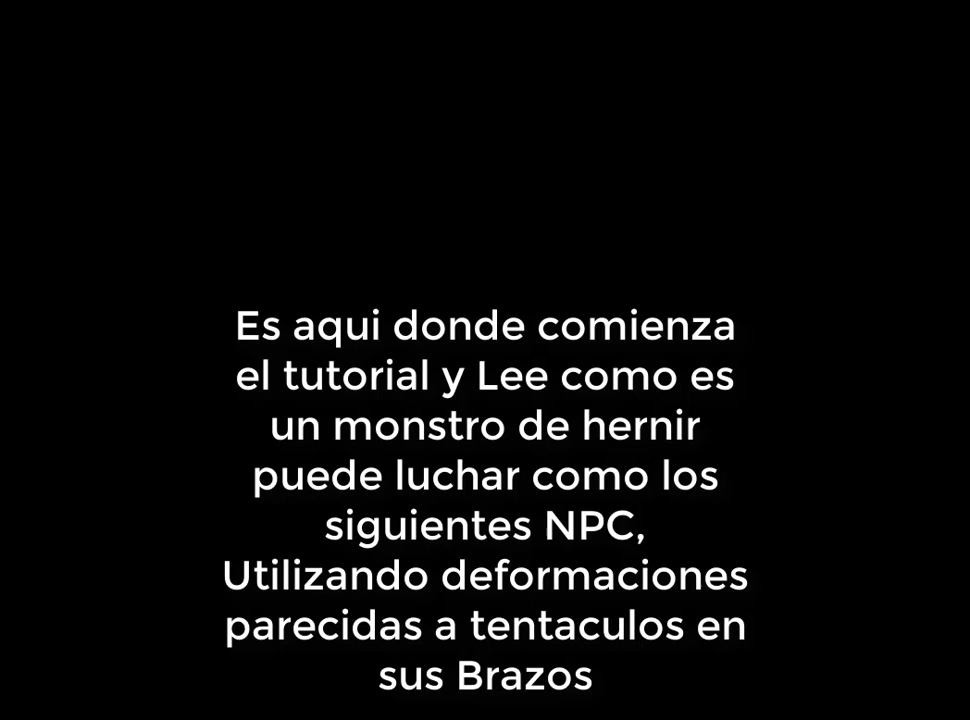 Es aqui donde comienza
el tutorial y Lee como es
un monstro de hernir
puede luchar como los
siguientes NPC,
Utilizando deformaciones
parecidas a tentaculos en
sus Brazos